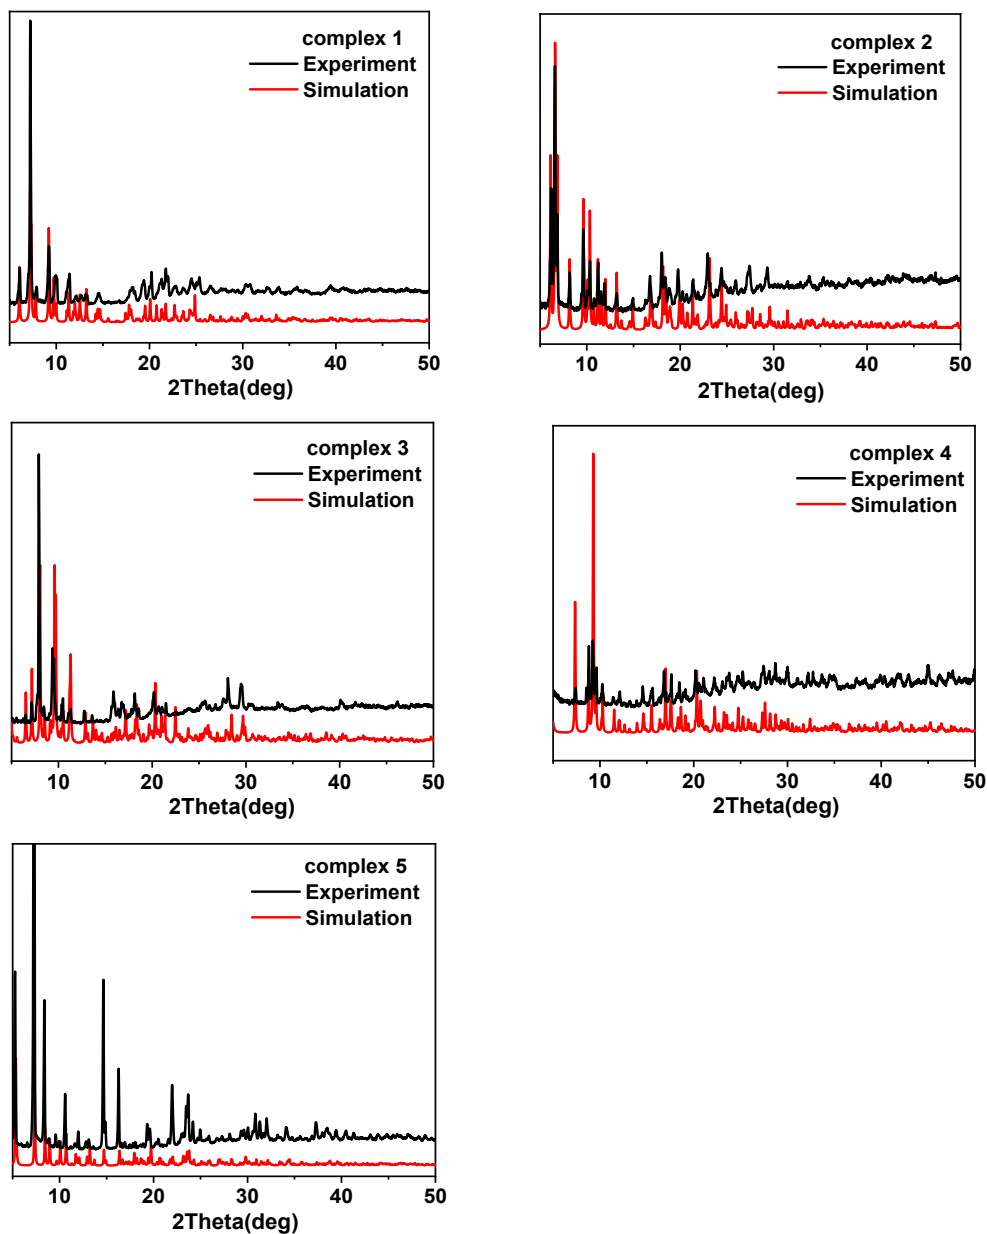 complex 1
Experiment
Simulation
10 20 30 40 50
2Theta(deg)
complex 2
Experiment
Simulation
10 20 30 40 50
2Theta(deg)
complex 3
Experiment
Simulation
10 20 30 40 50
2Theta(deg)
complex 4
Experiment
Simulation
10 20 30 40 50
2Theta(deg)
complex 5
Experiment
Simulation
10 20 30 40 50
2Theta(deg)